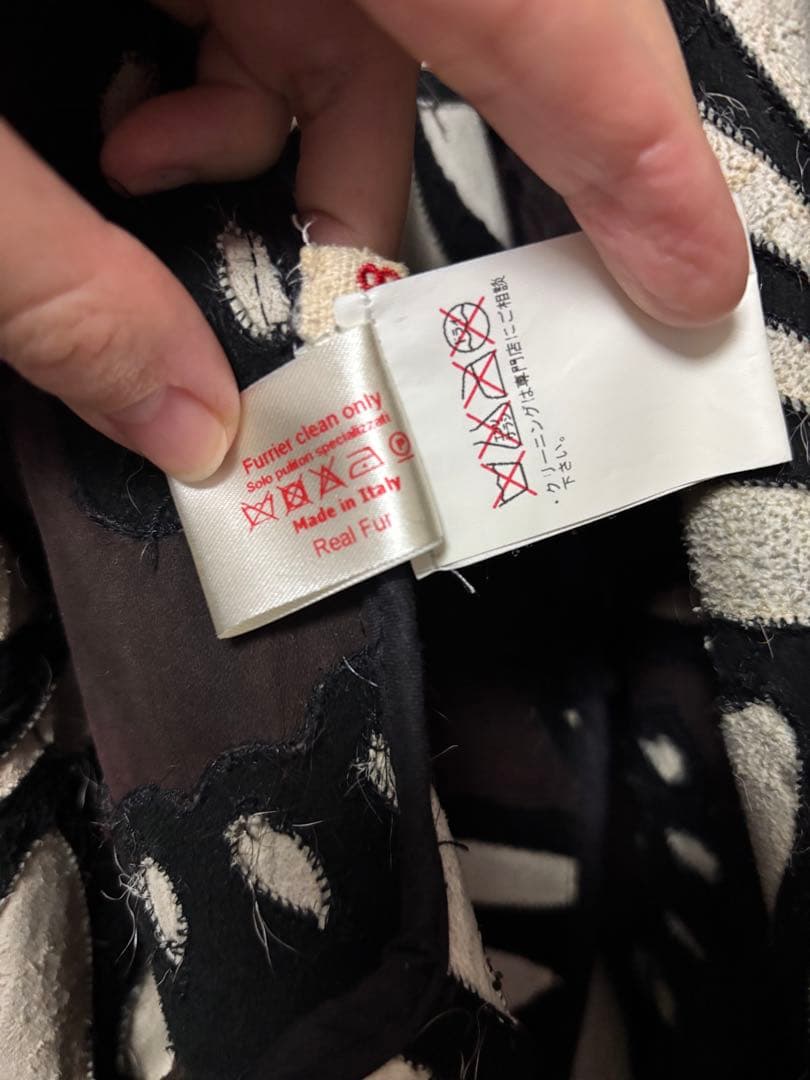 Furrier clean only
Solo pulitori specializzati
Made in Italy
Real Fur
・クリーニングは専門店にご相談
下さい。